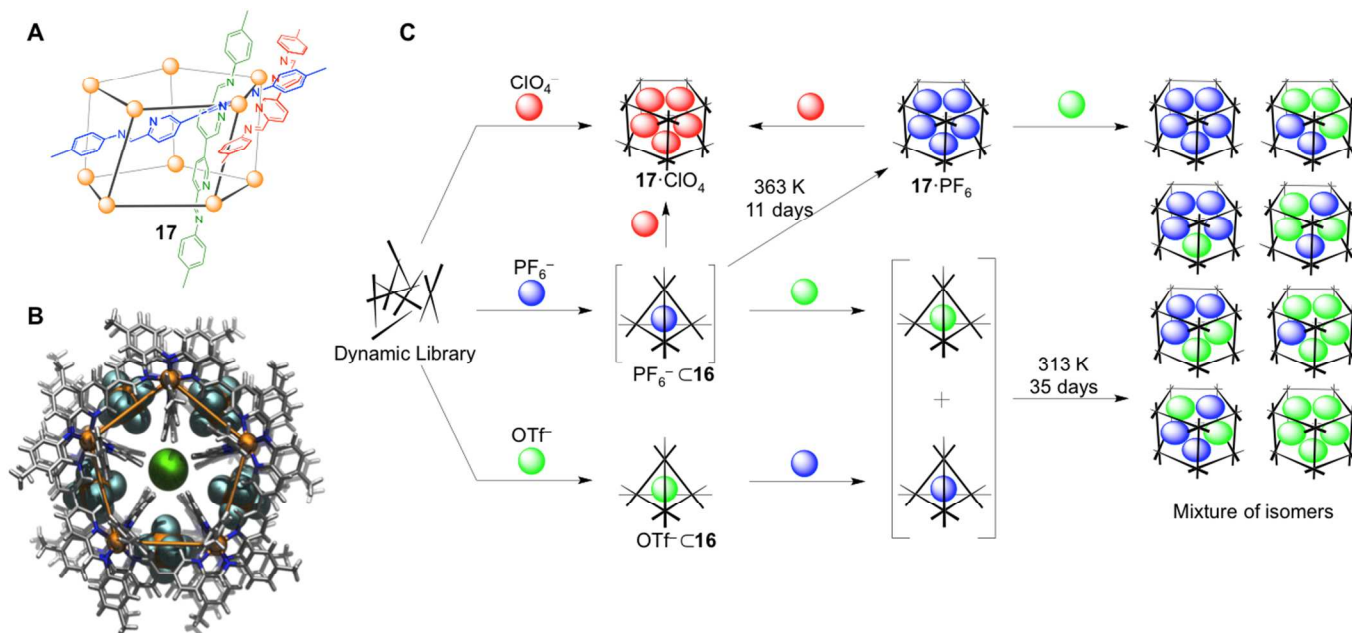 A
N
N
N
N
N
N
N
N
17
B
C
ClO₄⁻
17·ClO₄
17·PF₆
363 K
11 days
PF₆⁻
Dynamic Library
PF₆⁻ ⊂16
313 K
35 days
OTf⁻
OTf⁻ ⊂16
Mixture of isomers